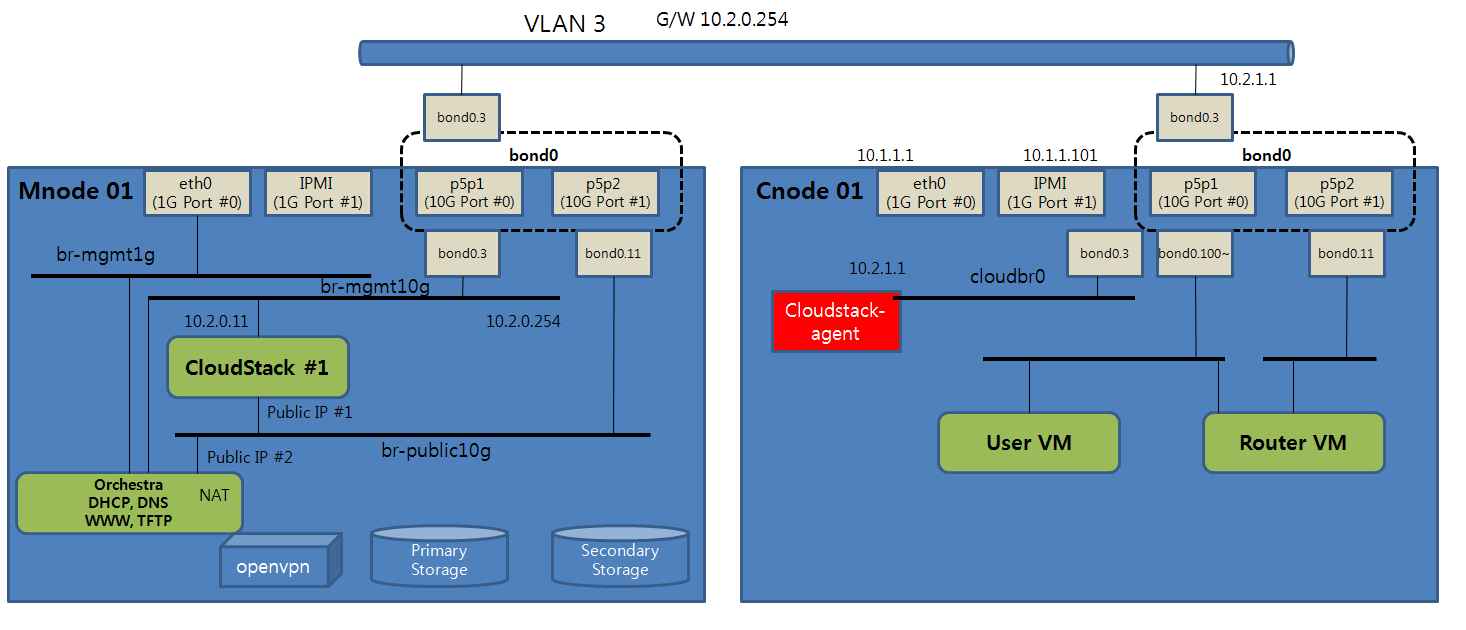 VLAN 3
G/W 10.2.0.254
10.2.1.1
bond0.3
bond0.3
bond0
10.1.1.1
10.1.1.101
bond0
Mnode 01
eth0
(1G Port #0)
IPMI
(1G Port #1)
p5p1
(10G Port #0)
p5p2
(10G Port #1)
br-mgmt1g
bond0.3
bond0.11
br-mgmt10g
10.2.0.11
10.2.0.254
CloudStack #1
Public IP #1
br-public10g
Public IP #2
Orchestra
DHCP, DNS
WWW, TFTP
NAT
openvpn
Primary
Storage
Secondary
Storage
Cnode 01
eth0
(1G Port #0)
IPMI
(1G Port #1)
p5p1
(10G Port #0)
p5p2
(10G Port #1)
bond0.3
bond0.100~
bond0.11
10.2.1.1
cloudbr0
Cloudstack-
agent
User VM
Router VM